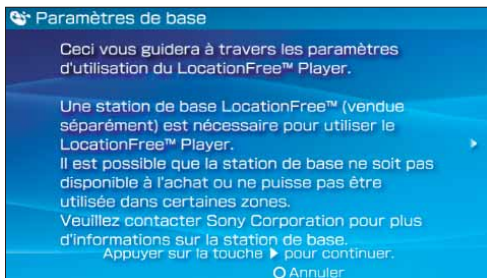 Paramètres de base
Ceci vous guidera à travers les paramètres
d'utilisation du LocationFree™ Player.
Une station de base LocationFree™ (vendue
séparément) est nécessaire pour utiliser le
LocationFree™ Player.
Il est possible que la station de base ne soit pas
disponible à l'achat ou ne puisse pas être
utilisée dans certaines zones.
Veuillez contacter Sony Corporation pour plus
d'informations sur la station de base.
Appuyer sur la touche ▶ pour continuer.
O Annuler